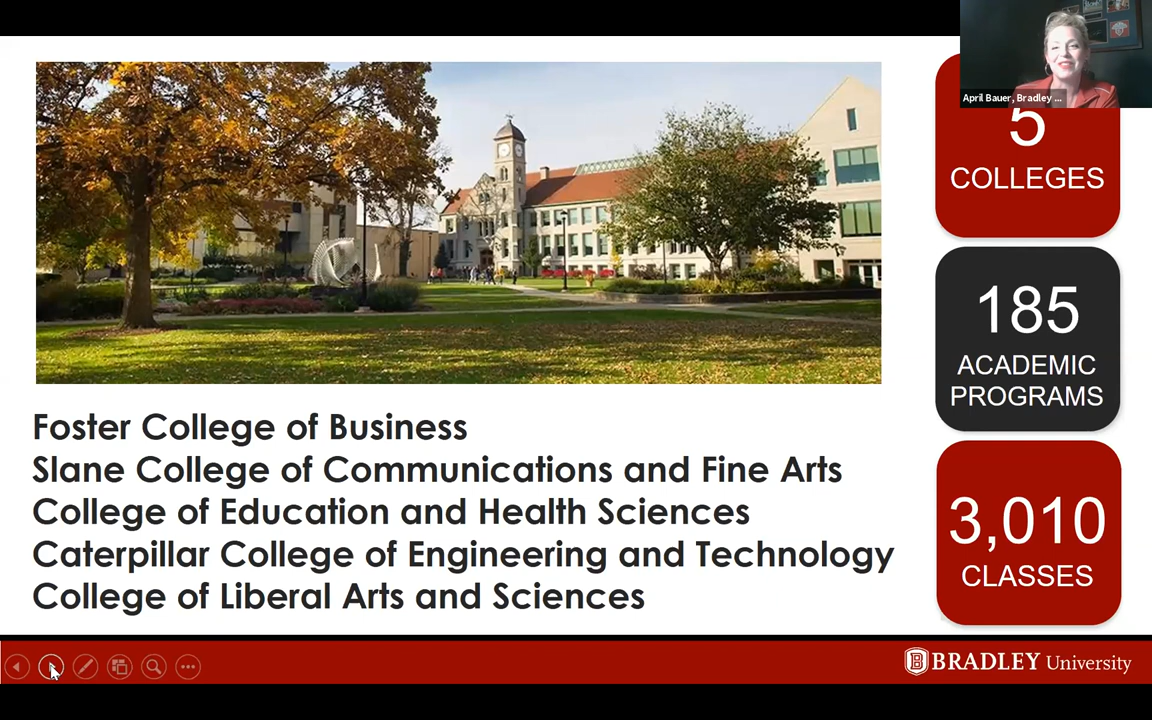 April Bauer, Bradley ...
5
COLLEGES
185
ACADEMIC
PROGRAMS
3,010
CLASSES
Foster College of Business
Slane College of Communications and Fine Arts
College of Education and Health Sciences
Caterpillar College of Engineering and Technology
College of Liberal Arts and Sciences
B BRADLEY University